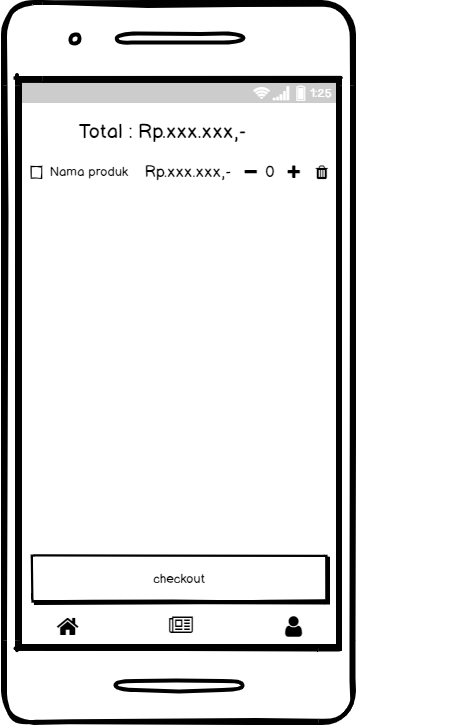 1:25
Total : Rp.xxx.xxx,-
Nama produk Rp.xxx.xxx,- 0
checkout